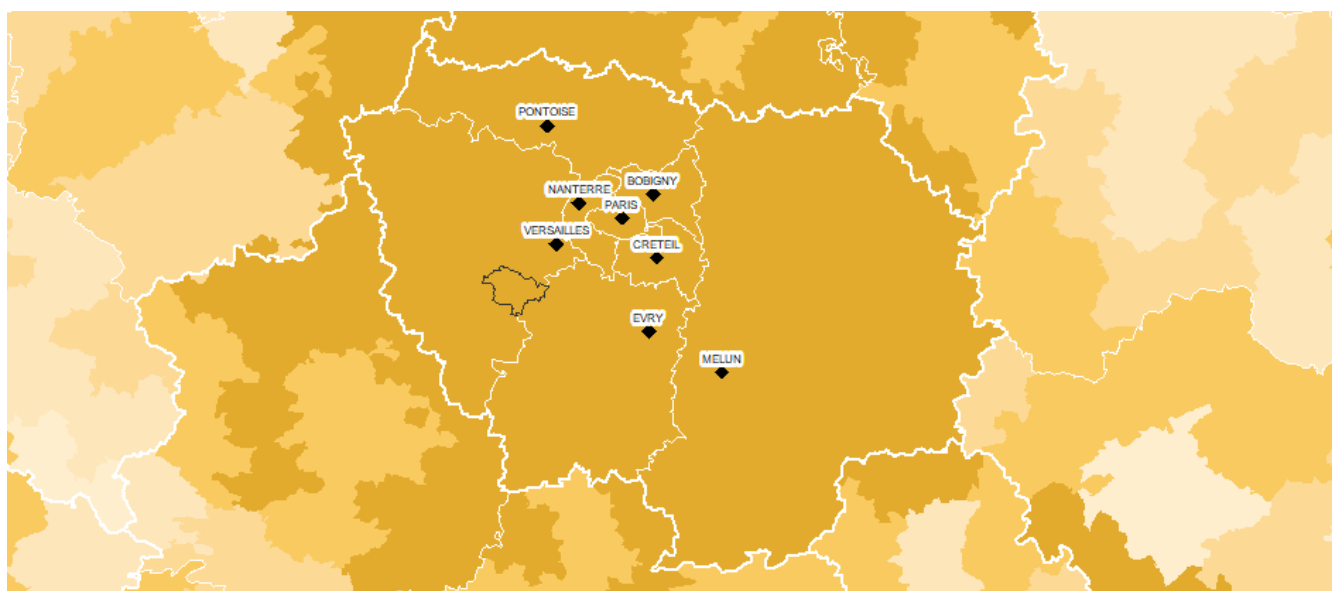 PONTOISE
BOBIGNY
NANTERRE
PARIS
VERSAILLES
CRETEIL
EVRY
MELUN